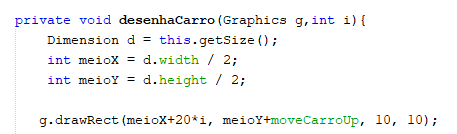 private void desenhaCarro(Graphics g,int i){
Dimension d = this.getSize();
int meioX = d.width / 2;
int meioY = d.height / 2;
g.drawRect(meioX+20*i, meioY+moveCarroUp, 10, 10);